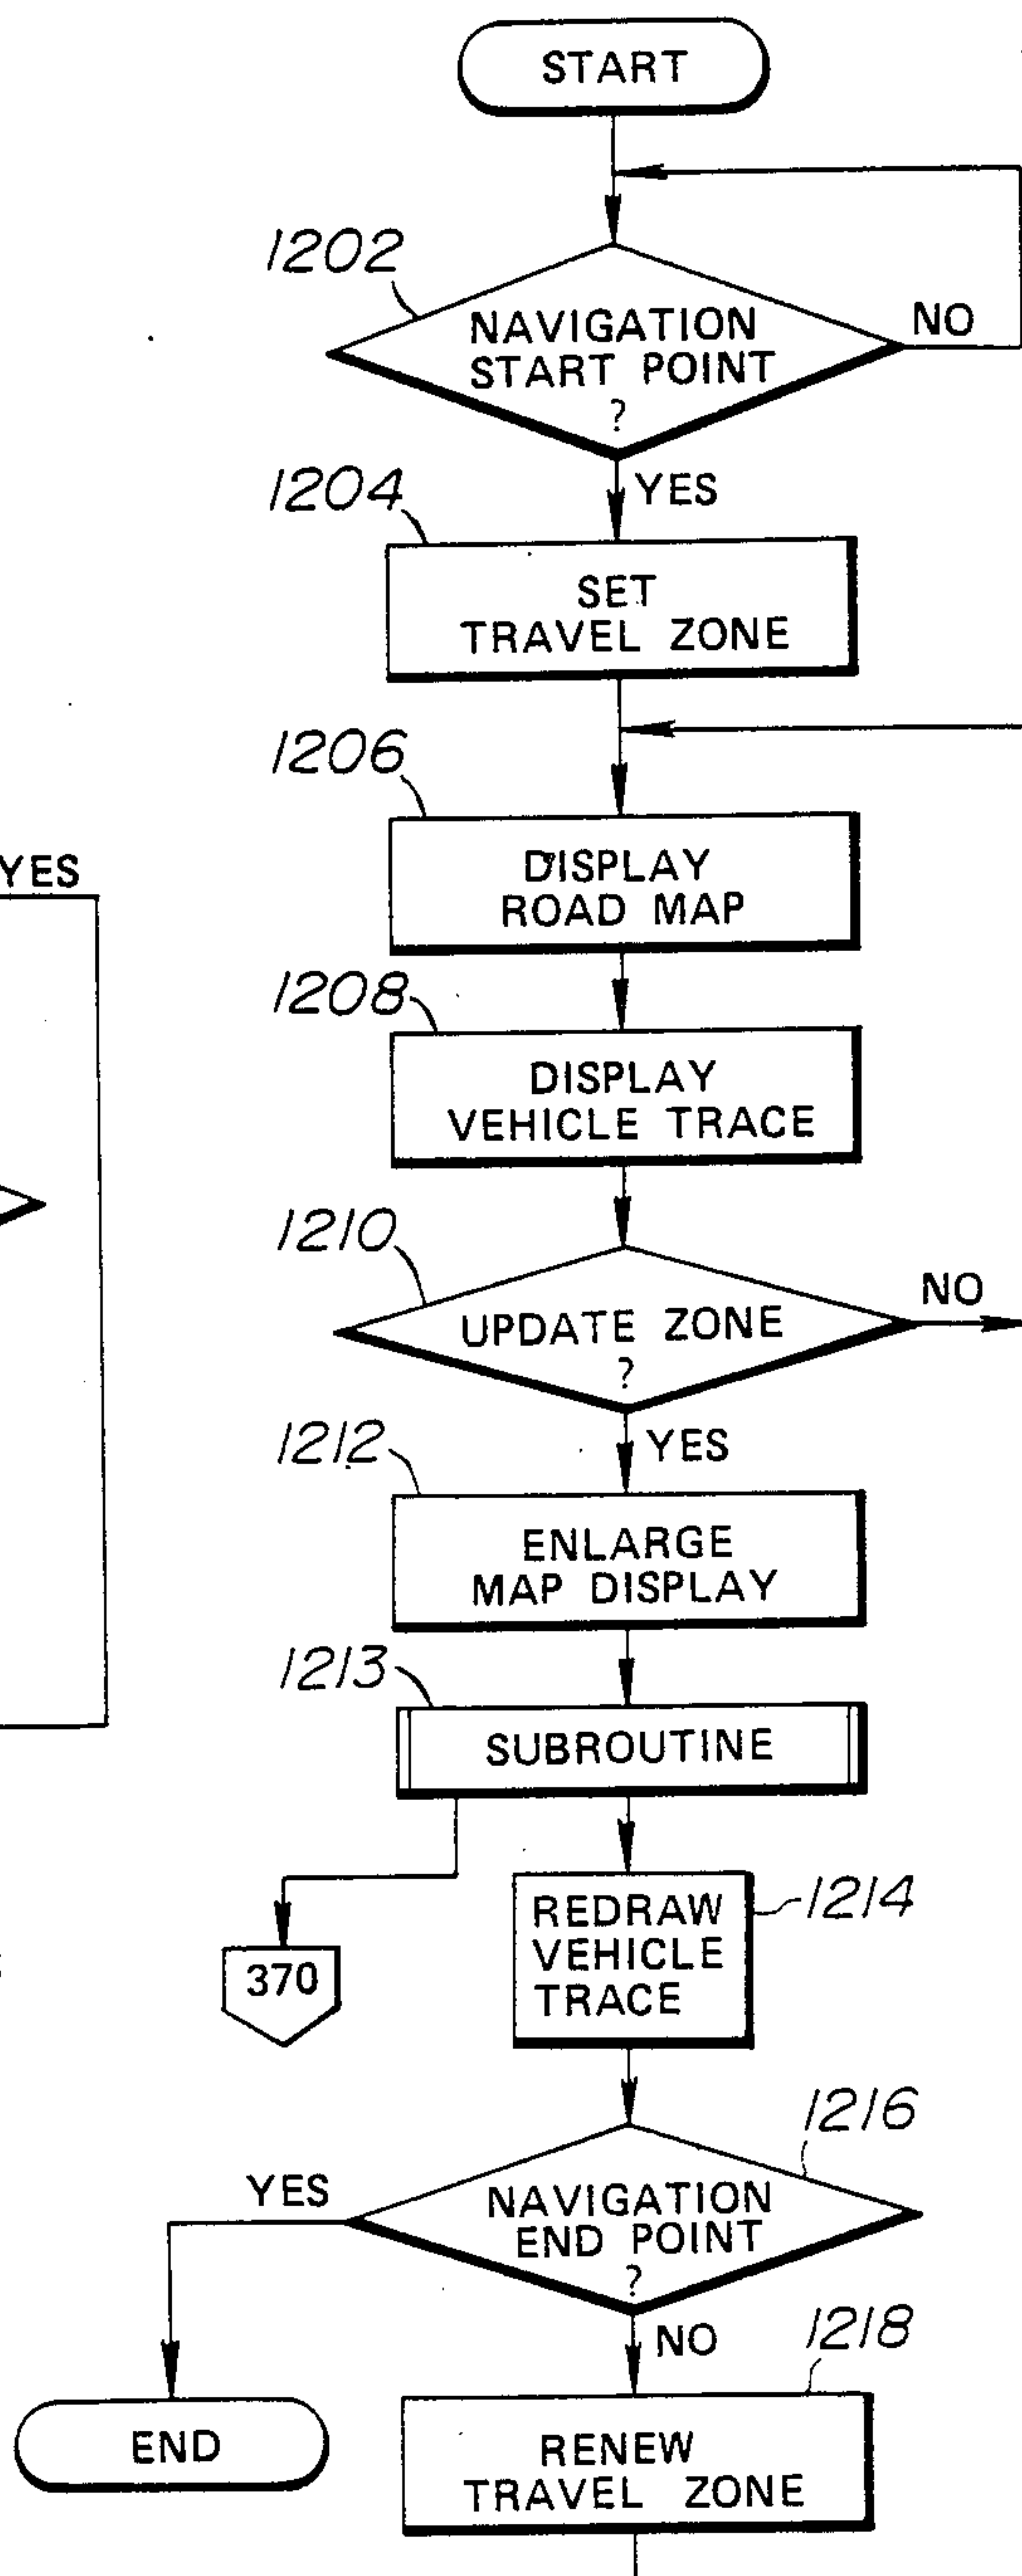 START
1202
NAVIGATION
START POINT
?
NO
YES
1204
SET
TRAVEL ZONE
1206
DISPLAY
ROAD MAP
YES
1208
DISPLAY
VEHICLE TRACE
1210
UPDATE ZONE
?
NO
YES
1212
ENLARGE
MAP DISPLAY
1213
SUBROUTINE
370
REDRAW
VEHICLE
TRACE
1214
1216
YES
NAVIGATION
END POINT
?
NO
1218
END
RENEW
TRAVEL ZONE